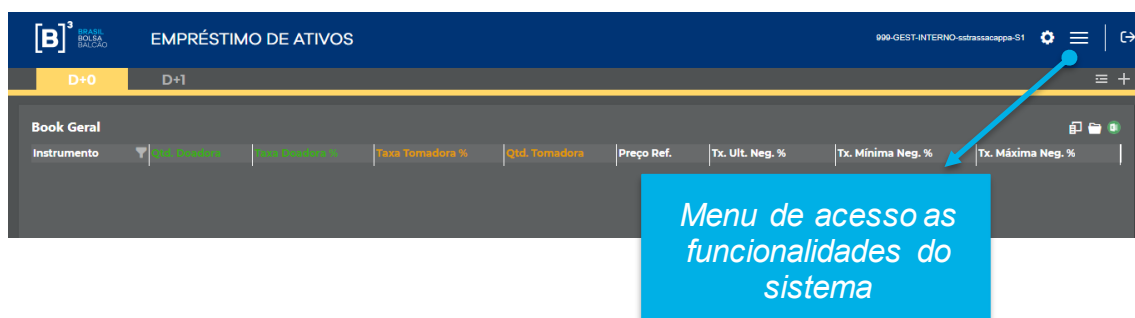 [B]³ BRASIL
BOLSA
BALCÃO
EMPRÉSTIMO DE ATIVOS
999-GEST-INTERNO-sstrassacappa-S1
D+0
D+1
Book Geral
Instrumento
Qtd. Doadora
Taxa Doadora %
Taxa Tomadora %
Qtd. Tomadora
Preço Ref.
Tx. Ult. Neg. %
Tx. Mínima Neg. %
Tx. Máxima Neg. %
Menu de acesso as
funcionalidades do
sistema